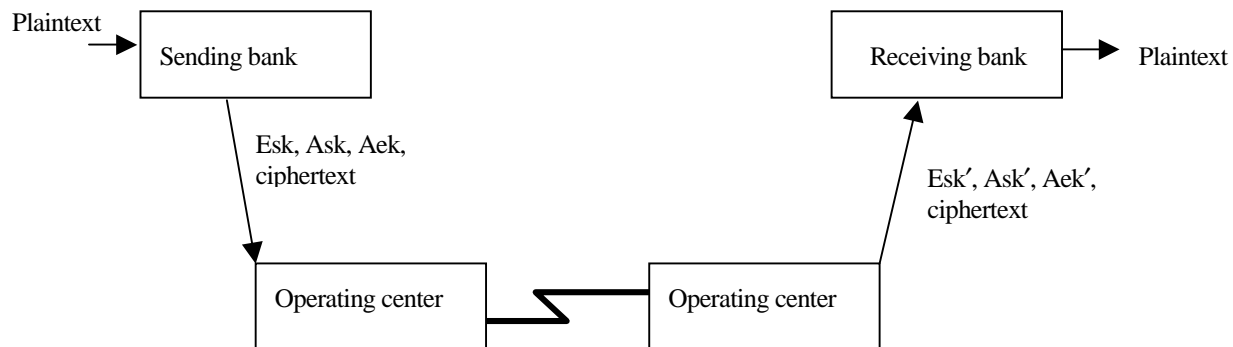 Plaintext
Sending bank
Receiving bank
Plaintext
Esk, Ask, Aek,
ciphertext
Esk′, Ask′, Aek′,
ciphertext
Operating center
Operating center